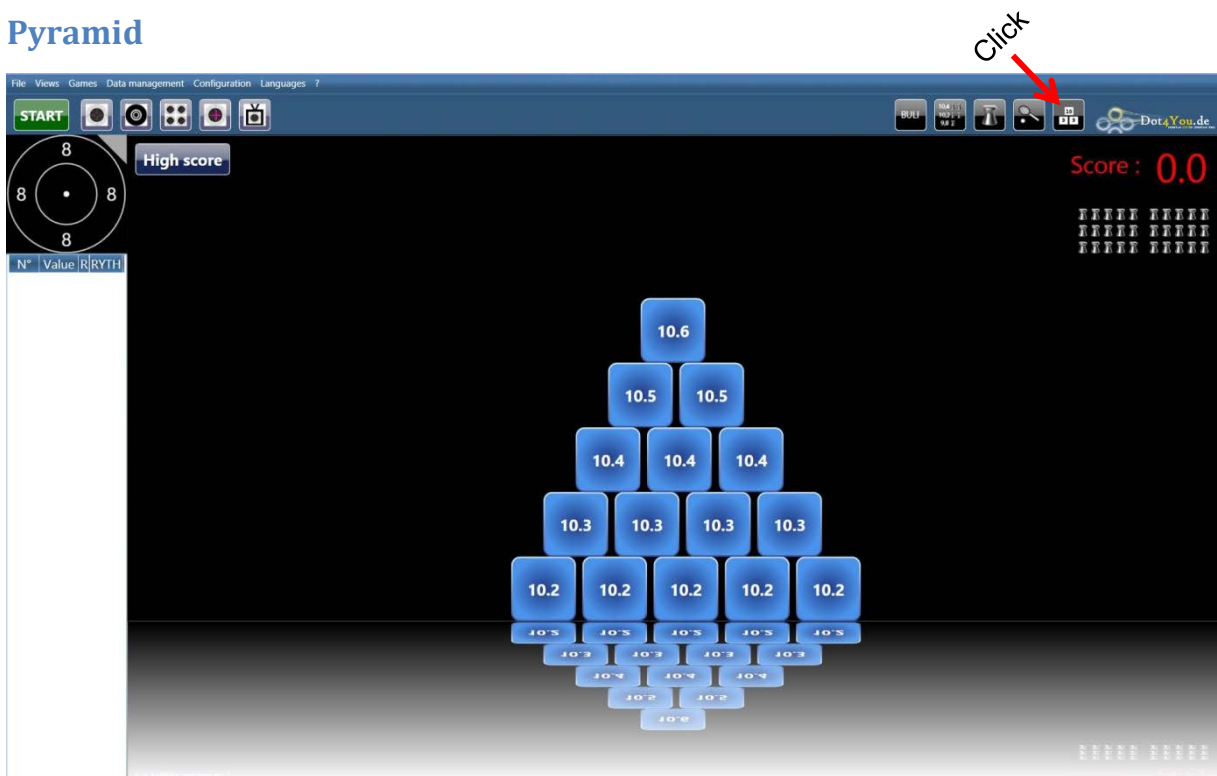 Pyramid
Click
File Views Games Data management Configuration Languages ?
START
BULI
10
Dot4You.de
8
8 8
8
High score
Score : 0.0
N° Value R RYTH
10.6
10.5 10.5
10.4 10.4 10.4
10.3 10.3 10.3 10.3
10.2 10.2 10.2 10.2 10.2